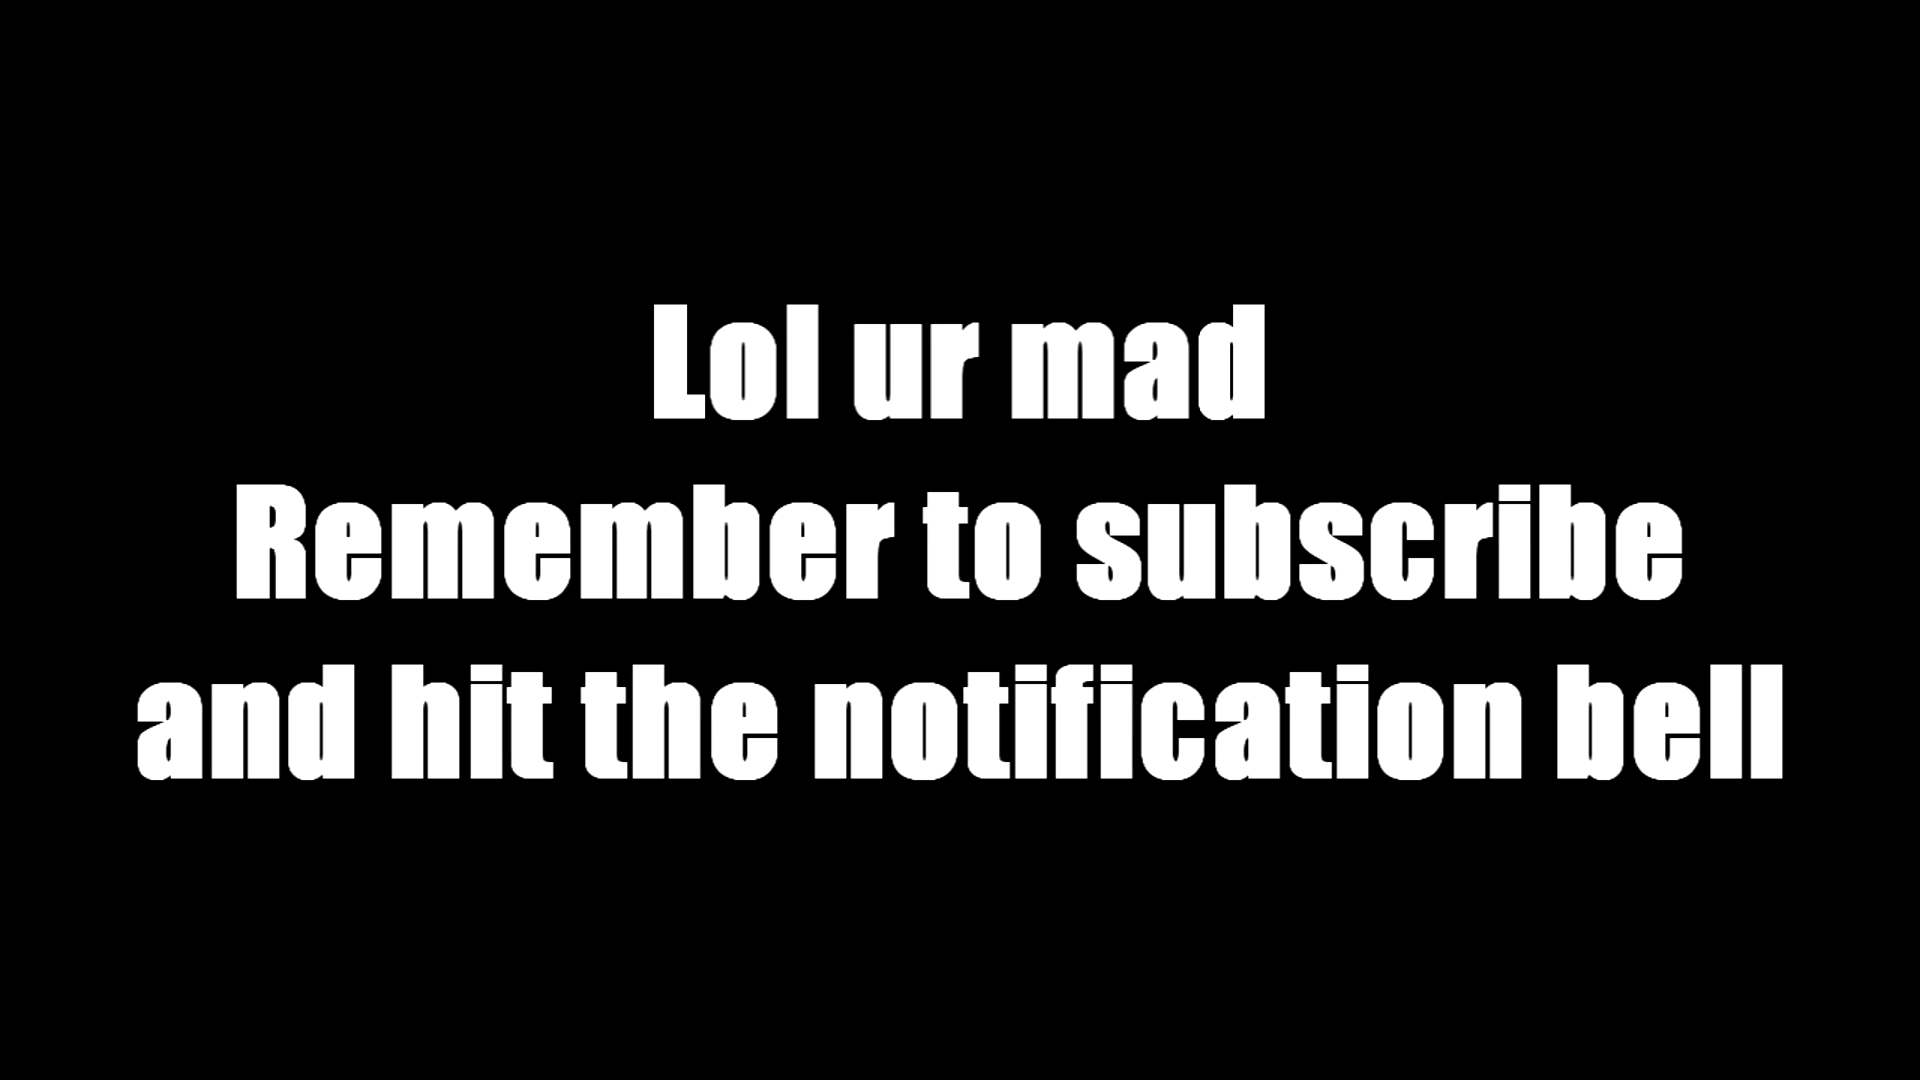 Lol ur mad
Remember to subscribe
and hit the notification bell